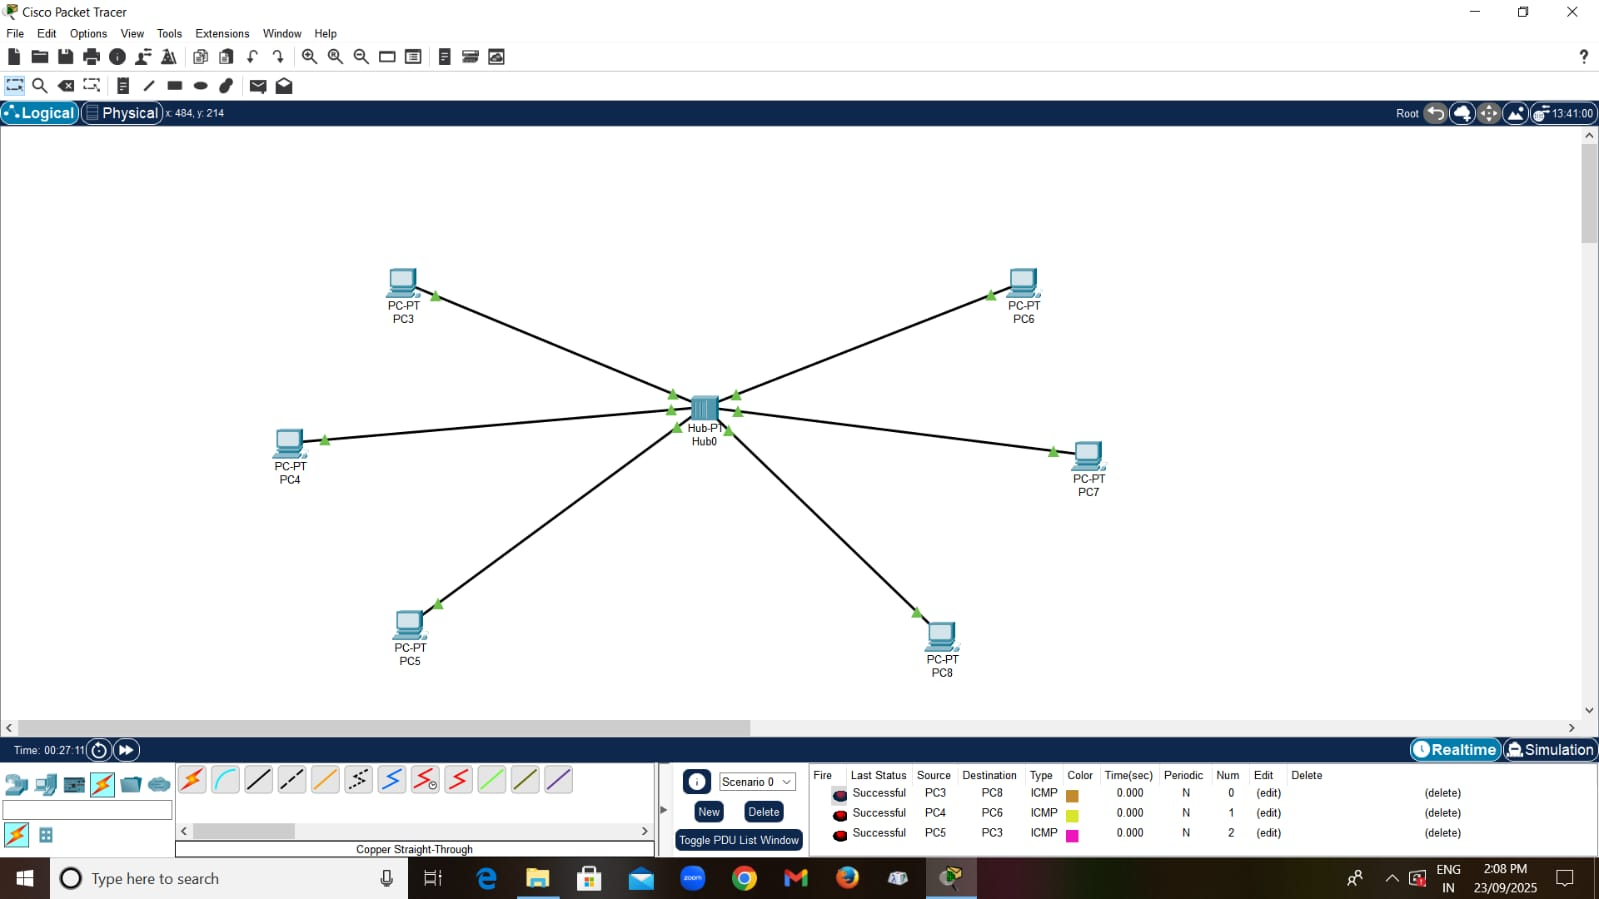 Cisco Packet Tracer
File Edit Options View Tools Extensions Window Help
?
Logical Physical x: 484, y: 214 Root 13:41:00
PC-PT
PC3
PC-PT
PC6
Hub-PT
Hub0
PC-PT
PC4
PC-PT
PC7
PC-PT
PC5
PC-PT
PC8
Time: 00:27:11 Realtime Simulation
Scenario 0
New Delete
Toggle PDU List Window
Copper Straight-Through
Fire Last Status Source Destination Type Color Time(sec) Periodic Num Edit Delete
Successful PC3 PC8 ICMP 0.000 N 0 (edit) (delete)
Successful PC4 PC6 ICMP 0.000 N 1 (edit) (delete)
Successful PC5 PC3 ICMP 0.000 N 2 (edit) (delete)
Type here to search
zoom
ENG
IN
2:08 PM
23/09/2025